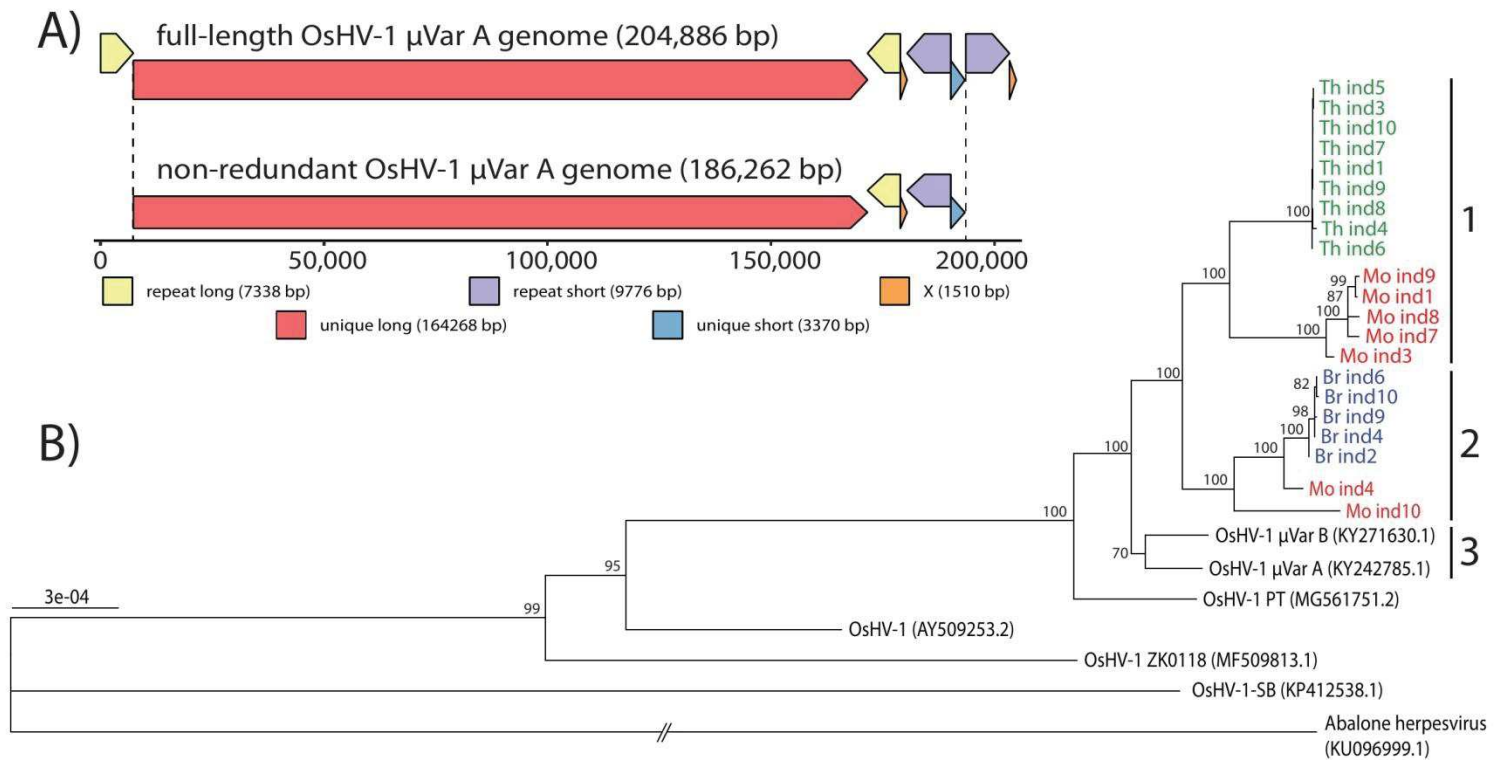 A)
full-length OsHV-1 µVar A genome (204,886 bp)
non-redundant OsHV-1 µVar A genome (186,262 bp)
0 50,000 100,000 150,000 200,000
repeat long (7338 bp)
repeat short (9776 bp)
X (1510 bp)
unique long (164268 bp)
unique short (3370 bp)
B)
3e-04
Th ind5
Th ind3
Th ind10
Th ind7
Th ind1
Th ind9
Th ind8
100
Th ind4
Th ind6
1
100
Mo ind9
99
Mo ind1
87
Mo ind8
100
Mo ind7
100
Mo ind3
100
Br ind6
82
Br ind10
Br ind9
98
Br ind4
100
Br ind2
100
2
Mo ind4
100
Mo ind10
100
OsHV-1 µVar B (KY271630.1)
70
OsHV-1 µVar A (KY242785.1)
3
100
OsHV-1 PT (MG561751.2)
95
OsHV-1 (AY509253.2)
99
OsHV-1 ZK0118 (MF509813.1)
OsHV-1-SB (KP412538.1)
//
Abalone herpesvirus
(KU096999.1)